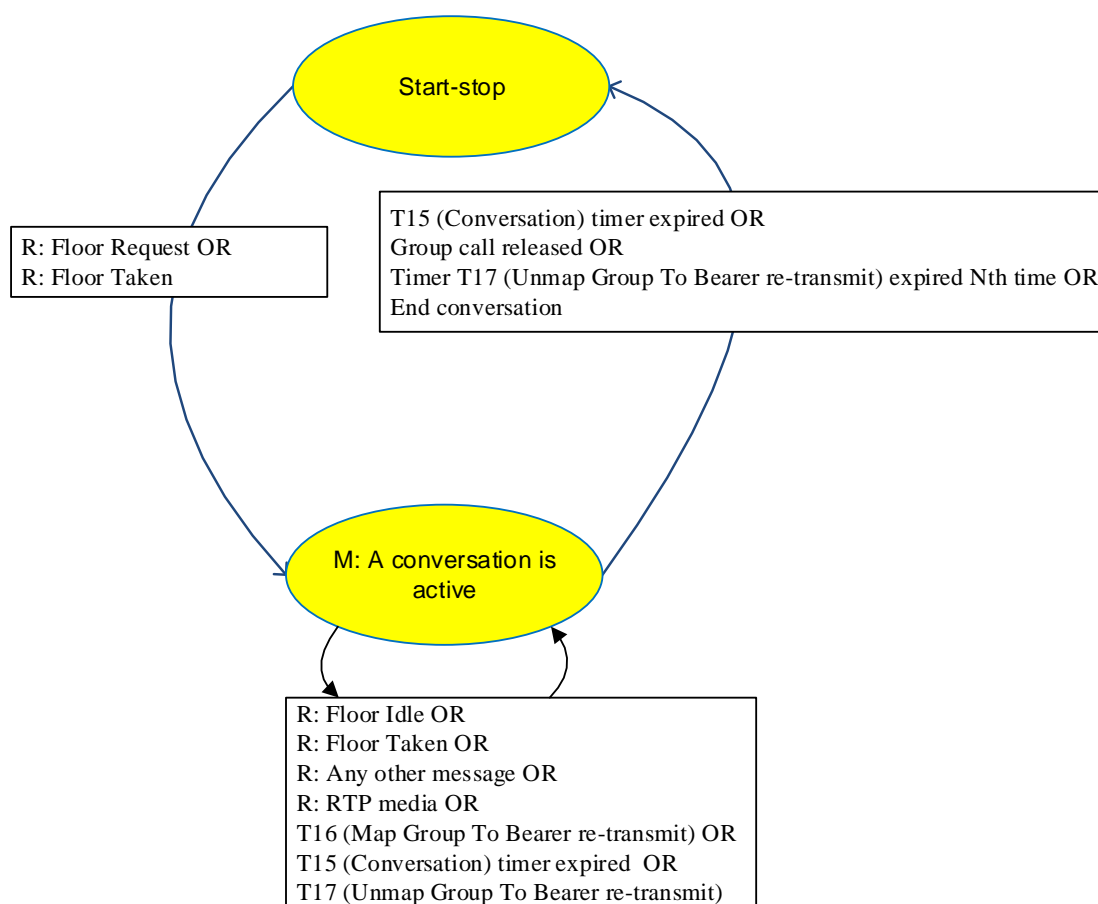 Start-stop
R: Floor Request OR
R: Floor Taken
T15 (Conversation) timer expired OR
Group call released OR
Timer T17 (Unmap Group To Bearer re-transmit) expired Nth time OR
End conversation
M: A conversation is
active
R: Floor Idle OR
R: Floor Taken OR
R: Any other message OR
R: RTP media OR
T16 (Map Group To Bearer re-transmit) OR
T15 (Conversation) timer expired  OR
T17 (Unmap Group To Bearer re-transmit)